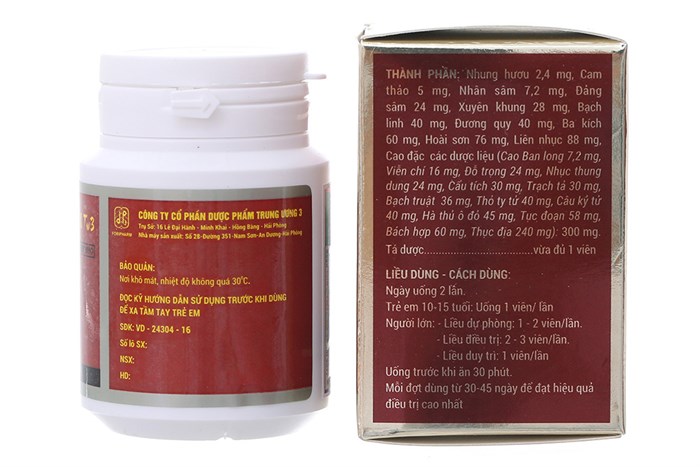 CÔNG TY CỔ PHẦN DƯỢC PHẨM TRUNG ƯƠNG 3
Trụ Sở: 16 Lê Đại Hành - Minh Khai - Hồng Bàng - Hải Phòng
Nhà máy sản xuất: Số 28-Đường 351-Nam Sơn-An Dương-Hải Phòng
FORIPHARM
BẢO QUẢN:
Nơi khô mát, nhiệt độ không quá 30°C.
ĐỌC KỸ HƯỚNG DẪN SỬ DỤNG TRƯỚC KHI DÙNG
ĐỂ XA TẦM TAY TRẺ EM
SĐK: VD - 24304 - 16
Số lô SX:
NSX:
HD:
THÀNH PHẦN: Nhung hươu 2,4 mg, Cam
thảo 5 mg, Nhân sâm 7,2 mg, Đảng
sâm 24 mg, Xuyên khung 28 mg, Bạch
linh 40 mg, Đương quy 40 mg, Ba kích
60 mg, Hoài sơn 76 mg, Liên nhục 88 mg,
Cao đặc các dược liệu (Cao Ban long 7,2 mg,
Viễn chí 16 mg, Đỗ trọng 24 mg, Nhục thung
dung 24 mg, Cẩu tích 30 mg, Trạch tả 30 mg,
Bạch truật 36 mg, Thỏ ty tử 40 mg, Câu kỷ tử
40 mg, Hà thủ ô đỏ 45 mg, Tục đoạn 58 mg,
Bách hợp 60 mg, Thục địa 240 mg): 300 mg.
Tá dược........................vừa đủ 1 viên
LIỀU DÙNG - CÁCH DÙNG:
Ngày uống 2 lần.
Trẻ em 10-15 tuổi: Uống 1 viên/ lần
Người lớn: - Liều dự phòng: 1 - 2 viên/lần.
- Liều điều trị: 2 - 3 viên/lần.
- Liều duy trì: 1 viên/lần
Uống trước khi ăn 30 phút.
Mỗi đợt dùng từ 30-45 ngày để đạt hiệu quả
điều trị cao nhất